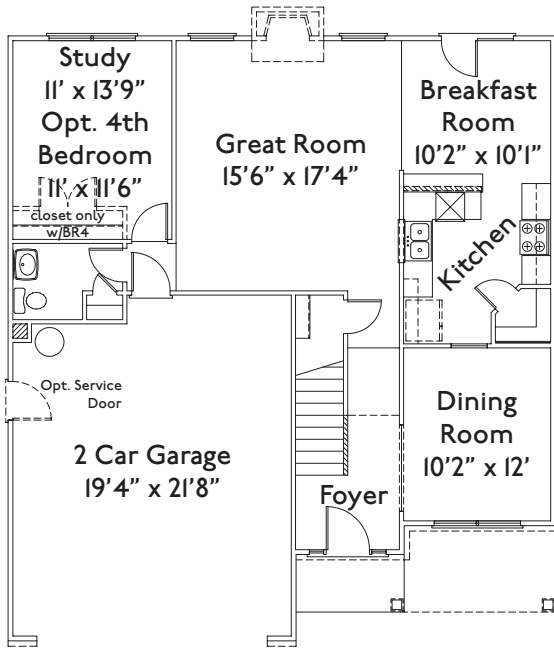 Study
11' x 13'9”
Opt. 4th
Bedroom
11' x 11'6”
closet only
w/BR4
Great Room
15'6” x 17'4”
Breakfast
Room
10'2” x 10'1”
Kitchen
Opt. Service
Door
2 Car Garage
19'4” x 21'8”
Foyer
Dining
Room
10'2” x 12'